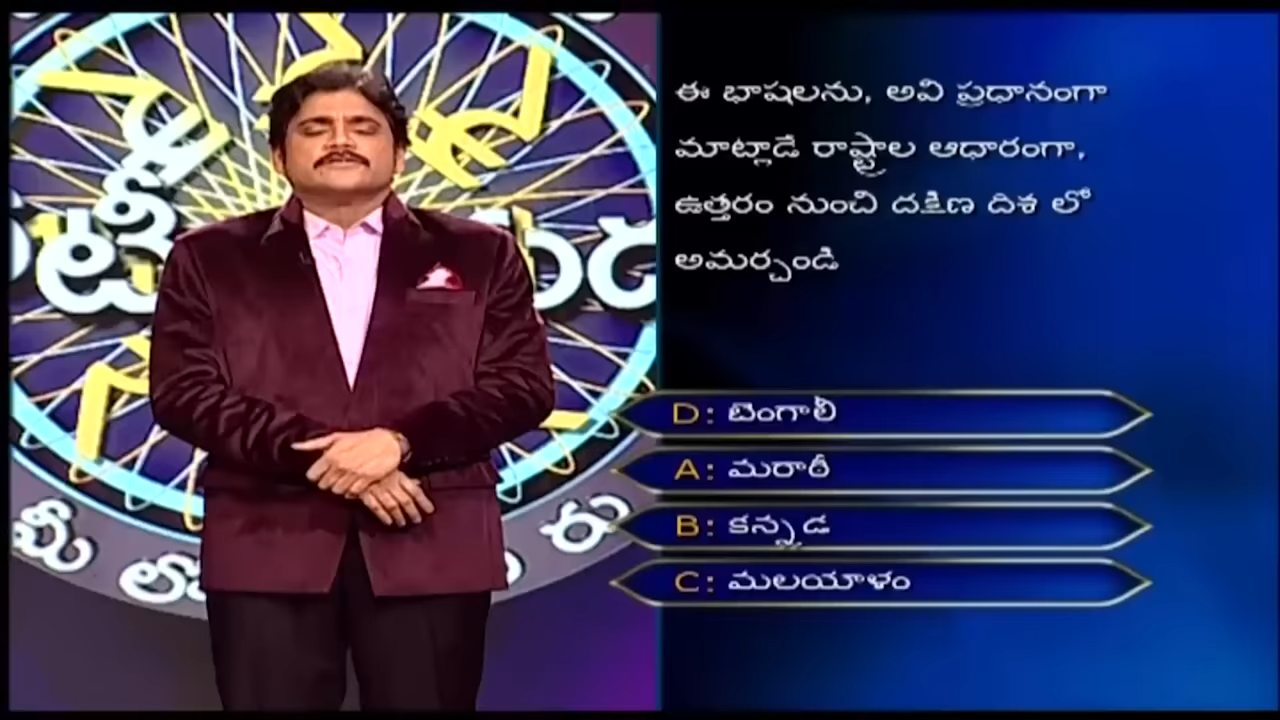 ఈ భాషలను, అవి ప్రధానంగా
మాట్లాడే రాష్ట్రాల ఆధారంగా,
ఉత్తరం నుంచి దక్షిణ దిశ లో
అమర్చండి
D: బెంగాలీ
A: మరాఠీ
B: కన్నడ
C: మలయాళం